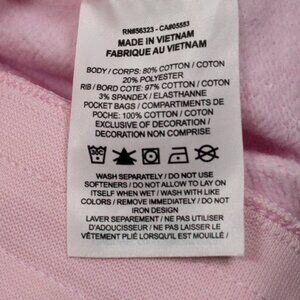 RN#56323 - CA#05553
MADE IN VIETNAM
FABRIQUE AU VIETNAM
BODY / CORPS: 80% COTTON / COTON
20% POLYESTER
RIB / BORD COTE: 97% COTTON / COTON
3% SPANDEX / ELASTHANNE
POCKET BAGS / COMPARTIMENTS DE
POCHE: 100% COTTON / COTON
EXCLUSIVE OF DECORATION /
DECORATION NON COMPRISE
WASH SEPARATELY / DO NOT USE
SOFTENERS / DO NOT ALLOW TO LAY ON
ITSELF WHEN WET / WASH WITH LIKE
COLORS / REMOVE IMMEDIATELY / DO NOT
IRON DESIGN
LAVER SEPAREMENT / NE PAS UTILISER
D'ADOUCISSEUR / NE PAS LAISSER LE
VÊTEMENT PLIÉ LORSQU'IL EST MOUILLÉ /